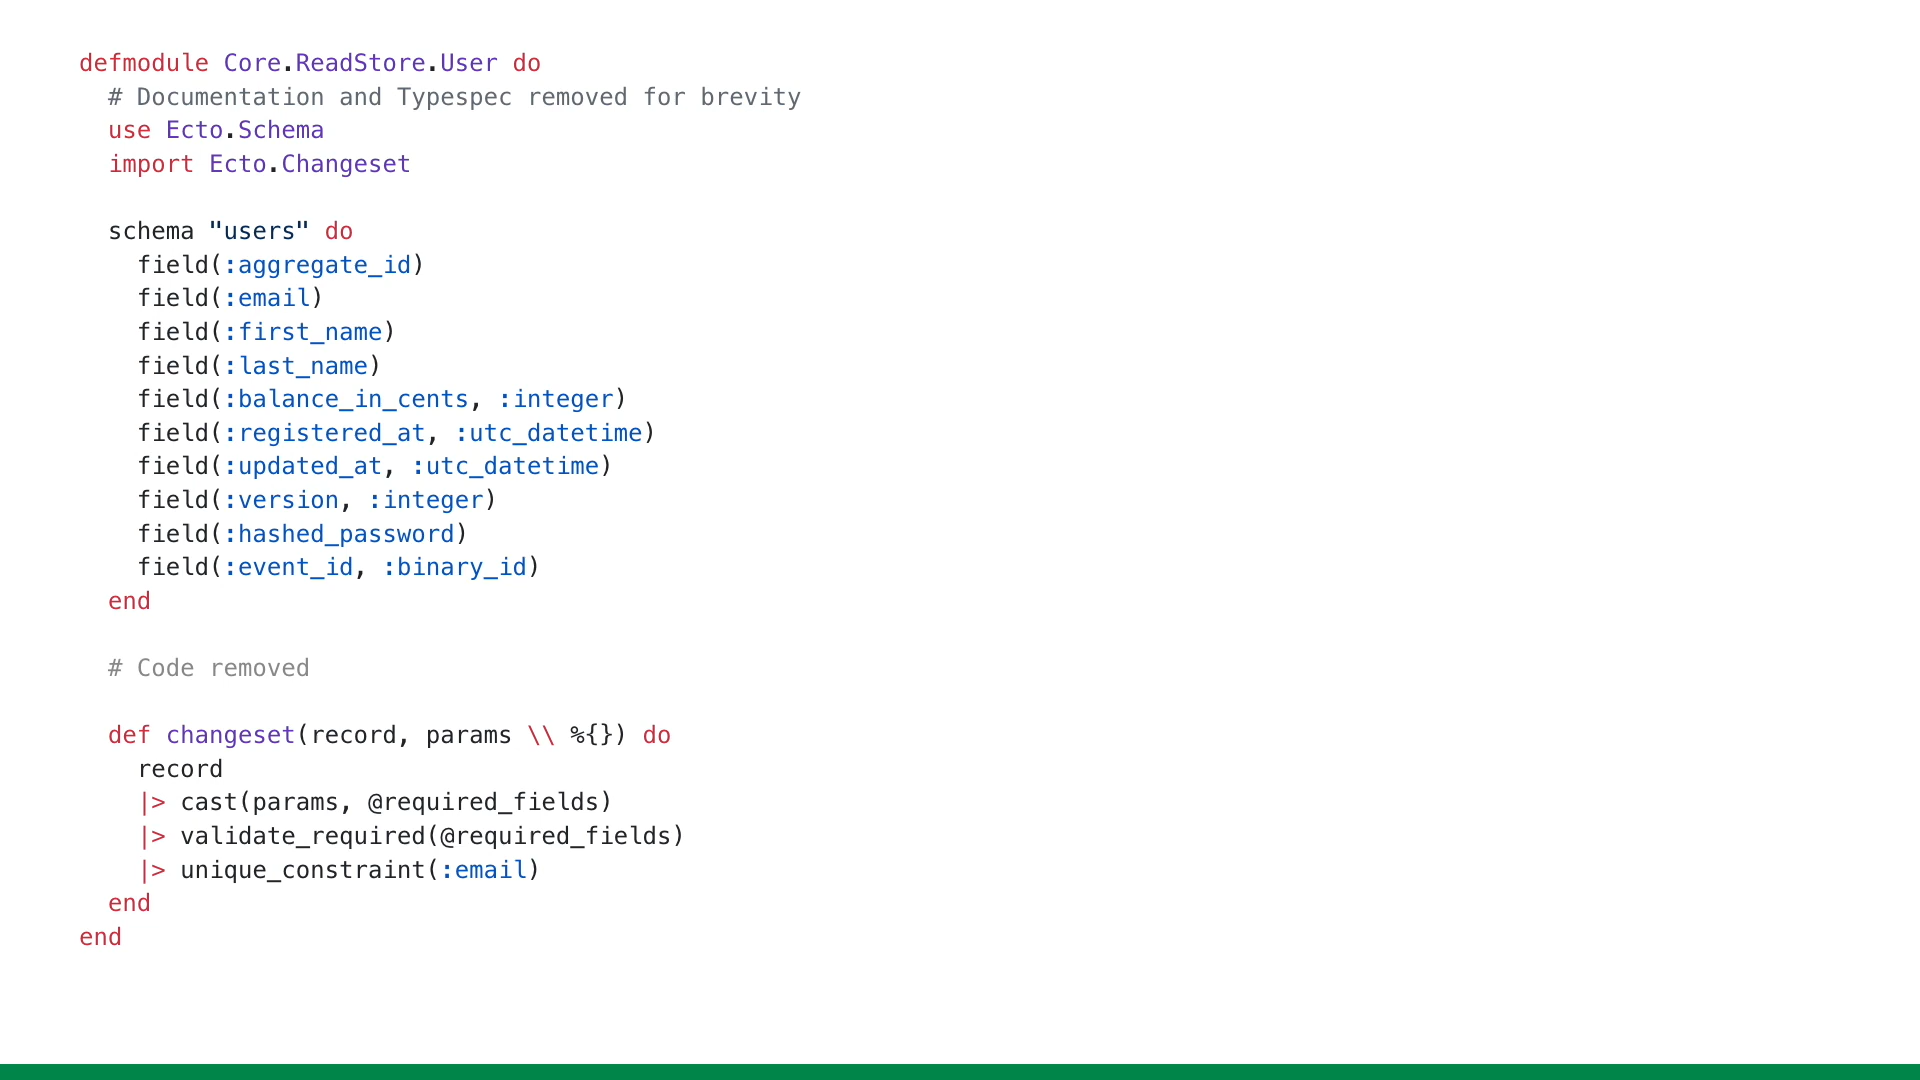 defmodule Core.ReadStore.User do
  # Documentation and Typespec removed for brevity
  use Ecto.Schema
  import Ecto.Changeset

  schema "users" do
    field(:aggregate_id)
    field(:email)
    field(:first_name)
    field(:last_name)
    field(:balance_in_cents, :integer)
    field(:registered_at, :utc_datetime)
    field(:updated_at, :utc_datetime)
    field(:version, :integer)
    field(:hashed_password)
    field(:event_id, :binary_id)
  end

  # Code removed

  def changeset(record, params \\ %{}) do
    record
    |> cast(params, @required_fields)
    |> validate_required(@required_fields)
    |> unique_constraint(:email)
  end
end